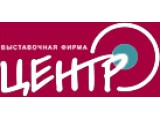 ВЫСТАВОЧНАЯ ФИРМА
ЦЕНТР